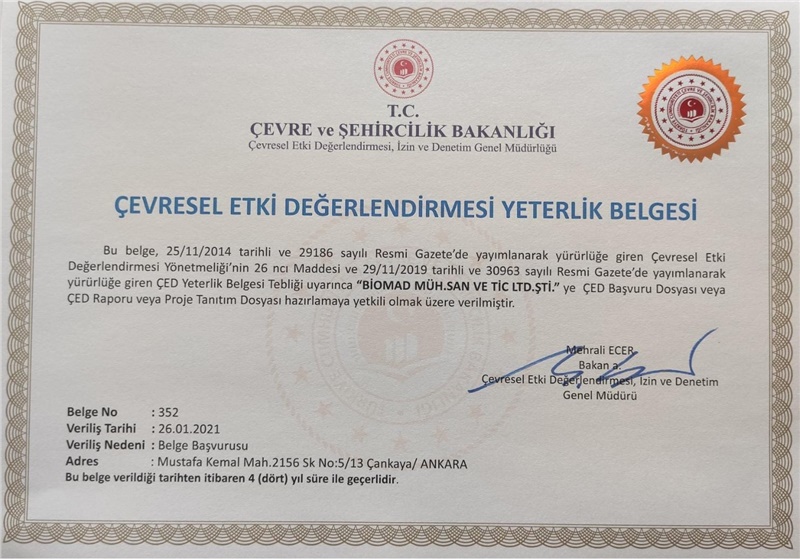 T.C.
ÇEVRE ve ŞEHİRCİLİK BAKANLIĞI
Çevresel Etki Değerlendirmesi, İzin ve Denetim Genel Müdürlüğü
ÇEVRESEL ETKİ DEĞERLENDİRMESİ YETERLİK BELGESİ
Bu belge, 25/11/2014 tarihli ve 29186 sayılı Resmi Gazete'de yayımlanarak yürürlüğe giren Çevresel Etki
Değerlendirmesi Yönetmeliği'nin 26 ncı Maddesi ve 29/11/2019 tarihli ve 30963 sayılı Resmi Gazete'de yayımlanarak
yürürlüğe giren ÇED Yeterlik Belgesi Tebliği uyarınca "BİOMAD MÜH.SAN VE TİC LTD.ŞTİ." ye ÇED Başvuru Dosyası veya
ÇED Raporu veya Proje Tanıtım Dosyası hazırlamaya yetkili olmak üzere verilmiştir.
Mehrali ECER
Bakan a.
Çevresel Etki Değerlendirmesi, İzin ve Denetim
Genel Müdürü
Belge No : 352
Veriliş Tarihi : 26.01.2021
Veriliş Nedeni : Belge Başvurusu
Adres : Mustafa Kemal Mah.2156 Sk No:5/13 Çankaya/ ANKARA
Bu belge verildiği tarihten itibaren 4 (dört) yıl süre ile geçerlidir.